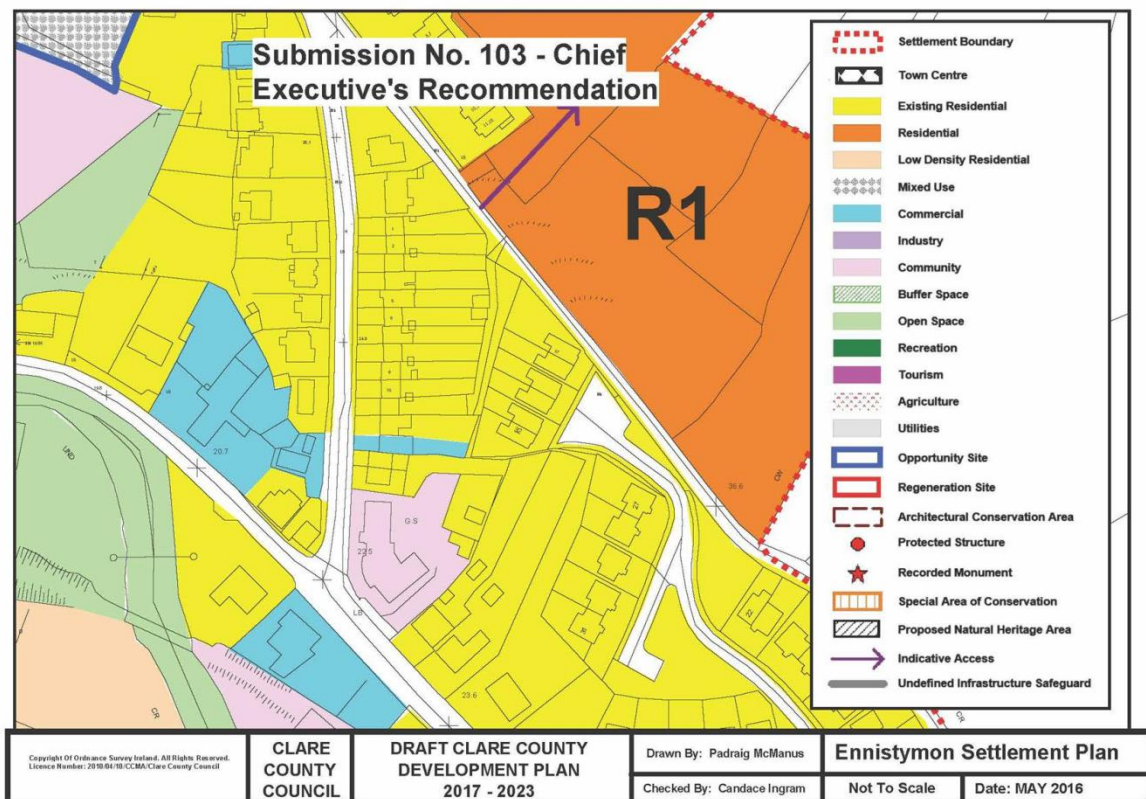 Submission No. 103 - Chief
Executive's Recommendation
R1
20.7
G.S
22.5
LB
23.6
36.6
CW
UND
CR
CR
Settlement Boundary
Town Centre
Existing Residential
Residential
Low Density Residential
Mixed Use
Commercial
Industry
Community
Buffer Space
Open Space
Recreation
Tourism
Agriculture
Utilities
Opportunity Site
Regeneration Site
Architectural Conservation Area
Protected Structure
Recorded Monument
Special Area of Conservation
Proposed Natural Heritage Area
Indicative Access
Undefined Infrastructure Safeguard
Copyright Of Ordnance Survey Ireland. All Rights Reserved.
Licence Number: 2010/04/18/CCMA/Clare County Council
CLARE
COUNTY
COUNCIL
DRAFT CLARE COUNTY
DEVELOPMENT PLAN
2017 - 2023
Drawn By: Padraig McManus
Checked By: Candace Ingram
Ennistymon Settlement Plan
Not To Scale
Date: MAY 2016